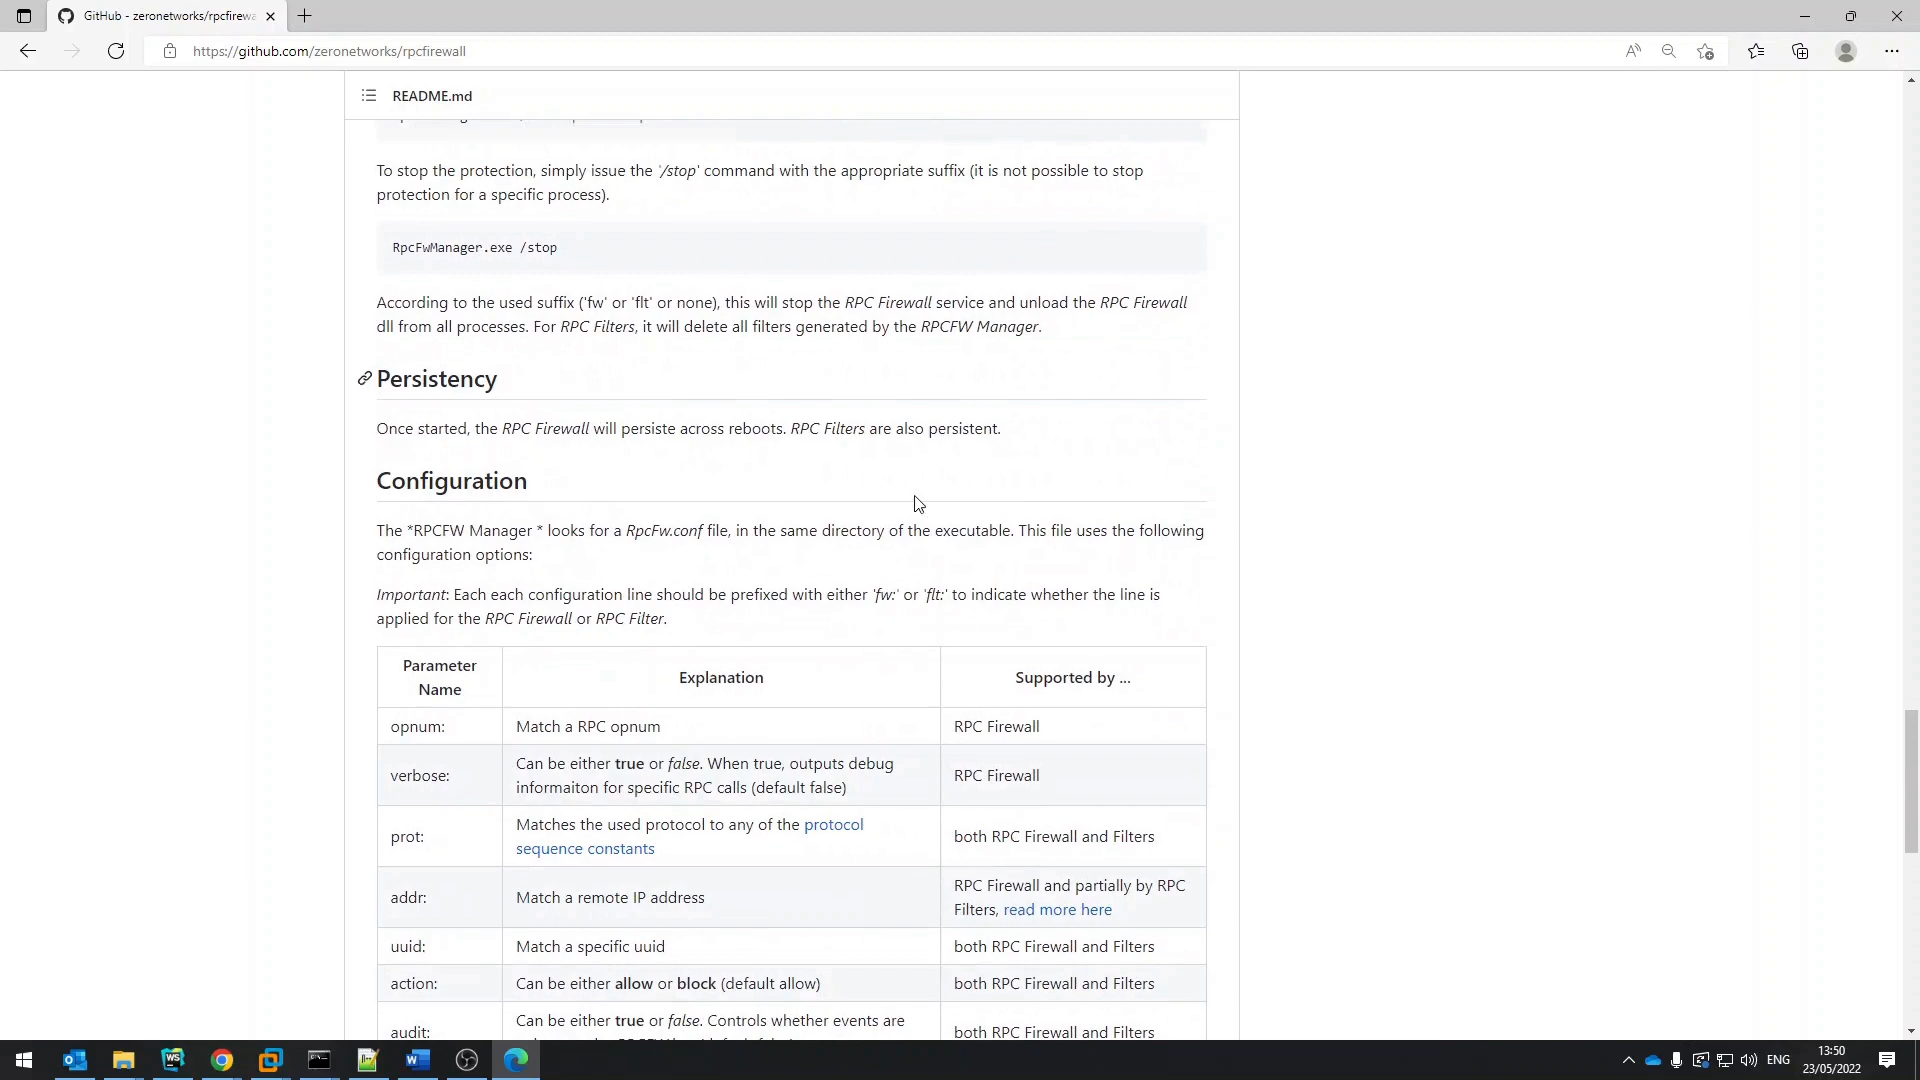 GitHub - zeronetworks/rpcfirewa
https://github.com/zeronetworks/rpcfirewall
README.md
To stop the protection, simply issue the '/stop' command with the appropriate suffix (it is not possible to stop
protection for a specific process).
RpcFwManager.exe /stop
According to the used suffix ('fw' or 'flt' or none), this will stop the RPC Firewall service and unload the RPC Firewall
dll from all processes. For RPC Filters, it will delete all filters generated by the RPCFW Manager.
Persistency
Once started, the RPC Firewall will persiste across reboots. RPC Filters are also persistent.
Configuration
The *RPCFW Manager * looks for a RpcFw.conf file, in the same directory of the executable. This file uses the following
configuration options:
Important: Each each configuration line should be prefixed with either 'fw:' or 'flt:' to indicate whether the line is
applied for the RPC Firewall or RPC Filter.
Parameter
Name
Explanation
Supported by ...
opnum:
Match a RPC opnum
RPC Firewall
verbose:
Can be either true or false. When true, outputs debug
informaiton for specific RPC calls (default false)
RPC Firewall
prot:
Matches the used protocol to any of the protocol
sequence constants
both RPC Firewall and Filters
addr:
Match a remote IP address
RPC Firewall and partially by RPC
Filters, read more here
uuid:
Match a specific uuid
both RPC Firewall and Filters
action:
Can be either allow or block (default allow)
both RPC Firewall and Filters
audit:
Can be either true or false. Controls whether events are
both RPC Firewall and Filters
ENG
13:50
23/05/2022